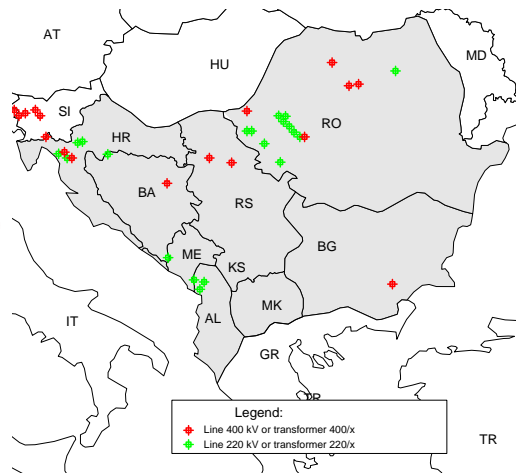 AT
MD
HU
SI
RO
HR
BA
RS
ME
BG
KS
MK
IT
AL
GR
TR
Legend:
Line 400 kV or transformer 400/x
Line 220 kV or transformer 220/x
TR